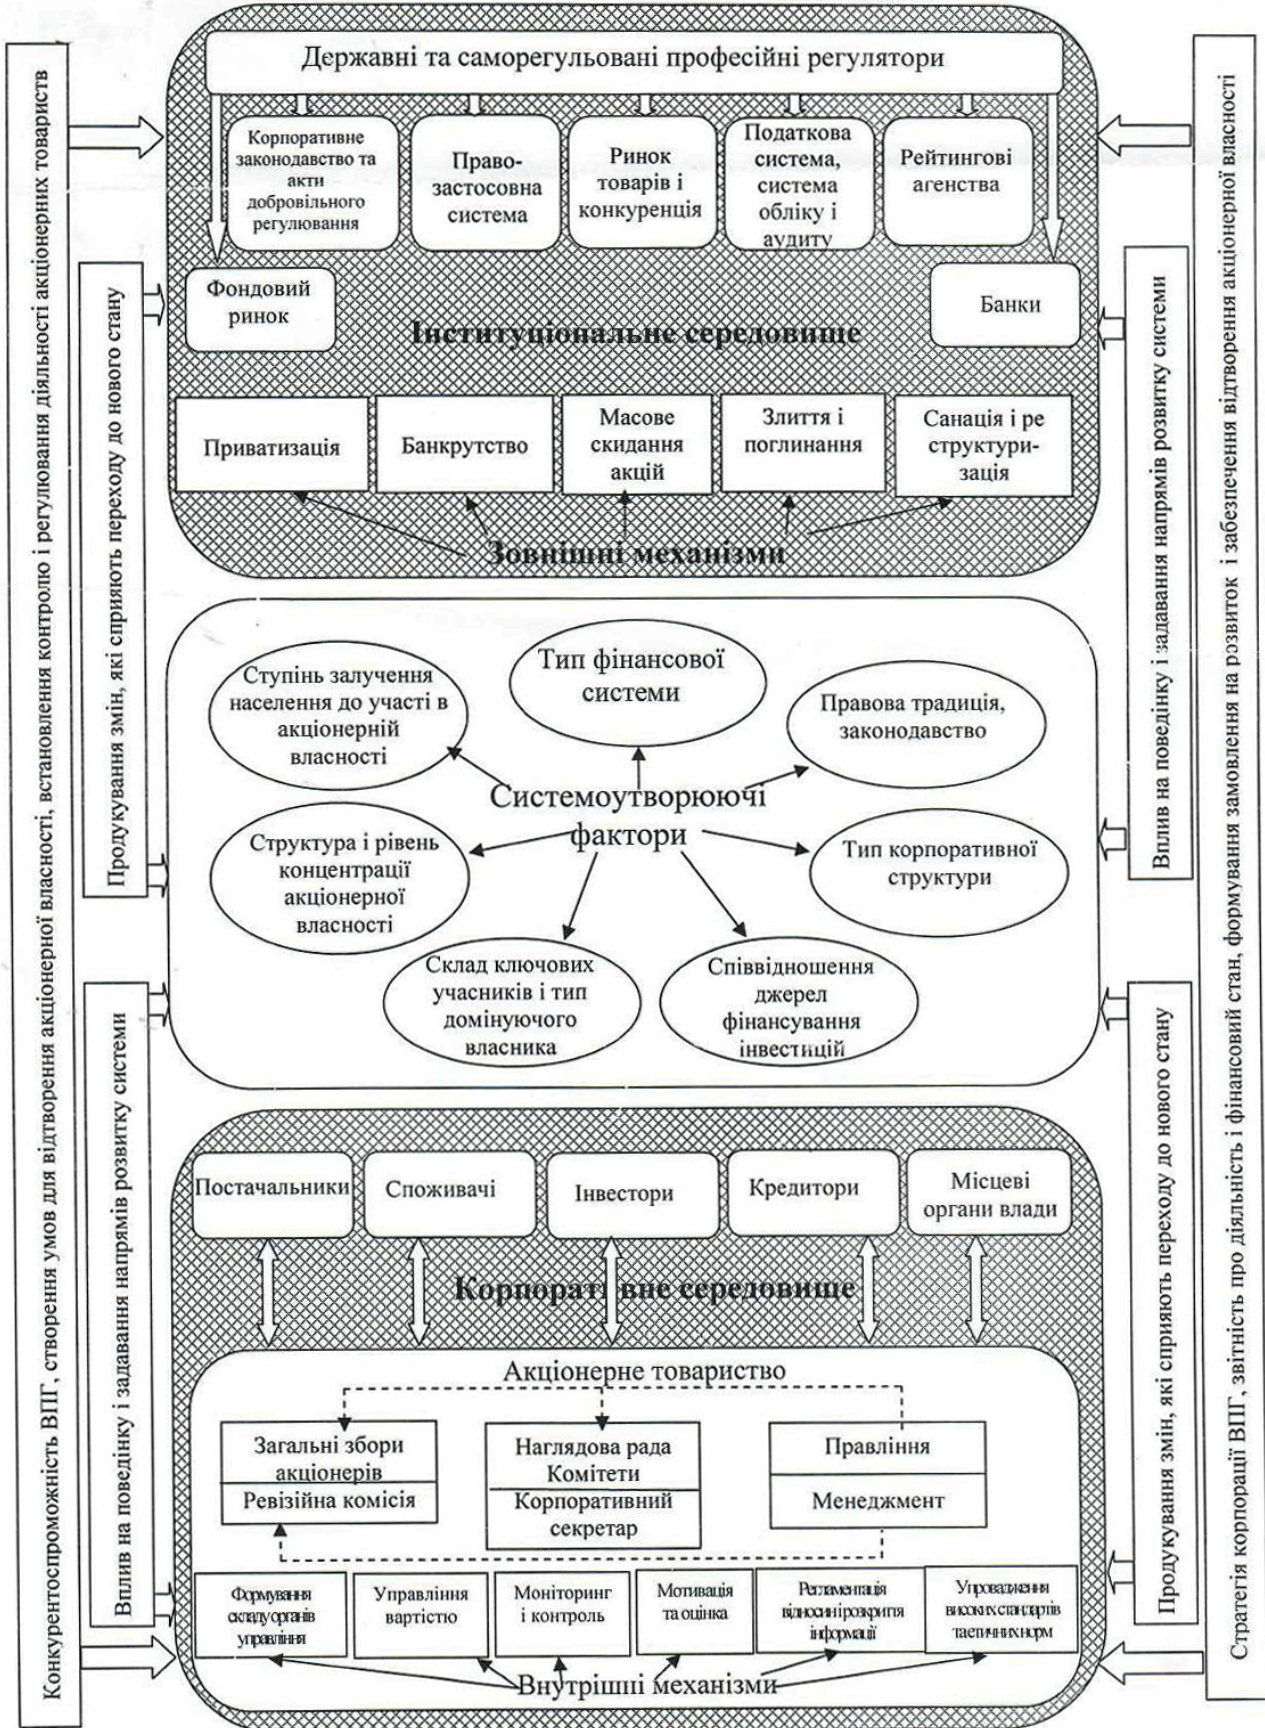 Державні та саморегульовані професійні регулятори
Корпоративне
законодавство та
акти
добровільного
регулювання
Право-
застосовна
система
Ринок
товарів і
конкуренція
Податкова
система,
система
обліку і
аудиту
Рейтингові
агенства
Фондовий
ринок
Банки
Інституціональне середовище
Приватизація
Банкрутство
Масове
скидання
акцій
Злиття і
поглинання
Санація і ре
структури-
зація
Зовнішні механізми
Ступінь залучення
населення до участі в
акціонерній
власності
Тип фінансової
системи
Правова традиція,
законодавство
Системоутворюючі
фактори
Структура і рівень
концентрації
акціонерної
власності
Тип корпоративної
структури
Склад ключових
учасників і тип
домінуючого
власника
Співвідношення
джерел
фінансування
інвестицій
Постачальники
Споживачі
Інвестори
Кредитори
Місцеві
органи влади
Корпоративне середовище
Акціонерне товариство
Загальні збори
акціонерів
Ревізійна комісія
Наглядова рада
Комітети
Корпоративний
секретар
Правління
Менеджмент
Формування
складу органів
управління
Управління
вартістю
Моніторинг
і контроль
Мотивація
та оцінка
Регламентація
відносин і розкриття
інформації
Упровадження
високих стандартів
та етичних норм
Внутрішні механізми
Конкурентоспроможність ВПГ, створення умов для відтворення акціонерної власності, встановлення контролю і регулювання діяльності акціонерних товариств
Продукування змін, які сприяють переходу до нового стану
Вплив на поведінку і задавання напрямів розвитку системи
Вплив на поведінку і задавання напрямів розвитку системи
Продукування змін, які сприяють переходу до нового стану
Стратегія корпорації ВПГ, звітність про діяльність і фінансовий стан, формування замовлення на розвиток і забезпечення відтворення акціонерної власності